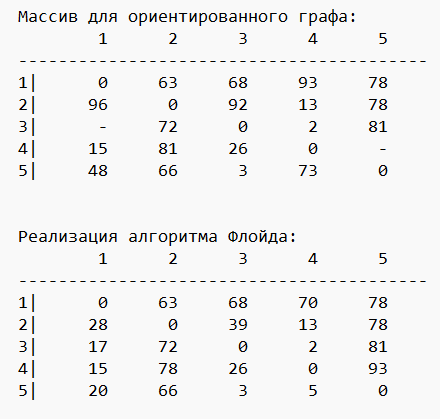 Массив для ориентированного графа:
1 2 3 4 5
-----------------------------------------
1| 0 63 68 93 78
2| 96 0 92 13 78
3| - 72 0 2 81
4| 15 81 26 0 -
5| 48 66 3 73 0
Реализация алгоритма Флойда:
1 2 3 4 5
-----------------------------------------
1| 0 63 68 70 78
2| 28 0 39 13 78
3| 17 72 0 2 81
4| 15 78 26 0 93
5| 20 66 3 5 0